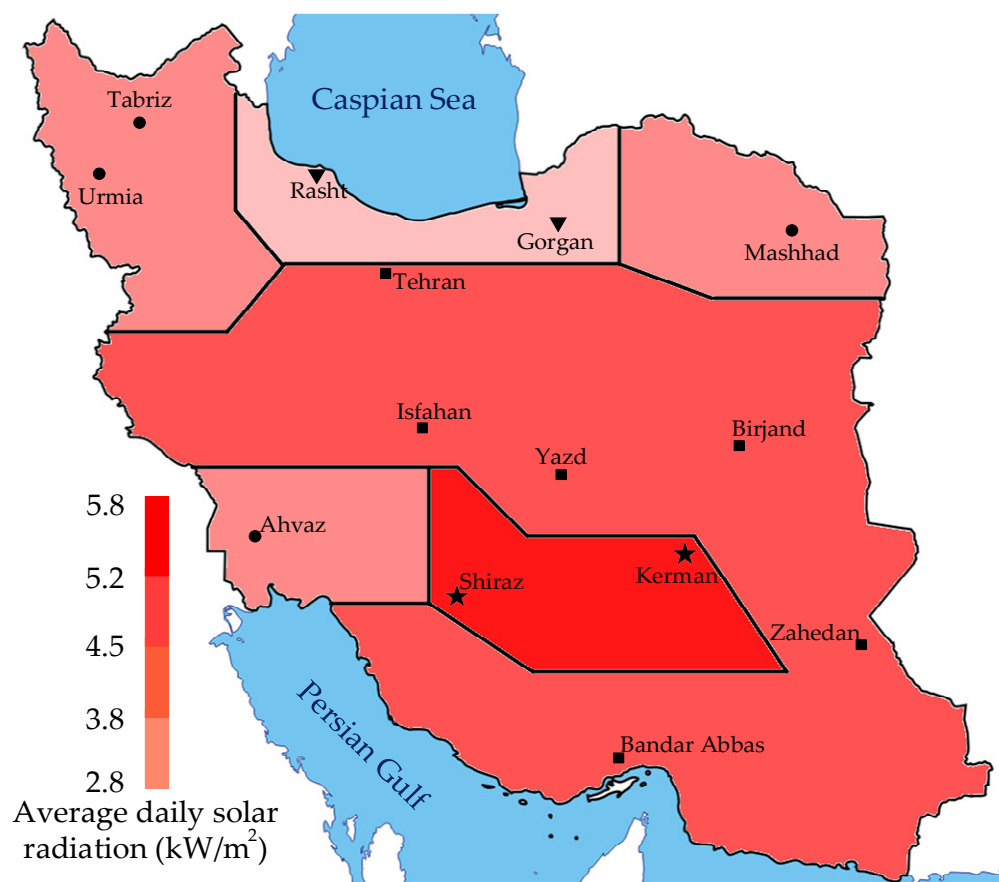 Caspian Sea
Tabriz
Urmia
Rasht
Gorgan
Mashhad
Tehran
Isfahan
Birjand
Yazd
Ahvaz
Shiraz
Kerman
Zahedan
Bandar Abbas
Persian Gulf
5.8
5.2
4.5
3.8
2.8
Average daily solar
radiation (kW/m²)